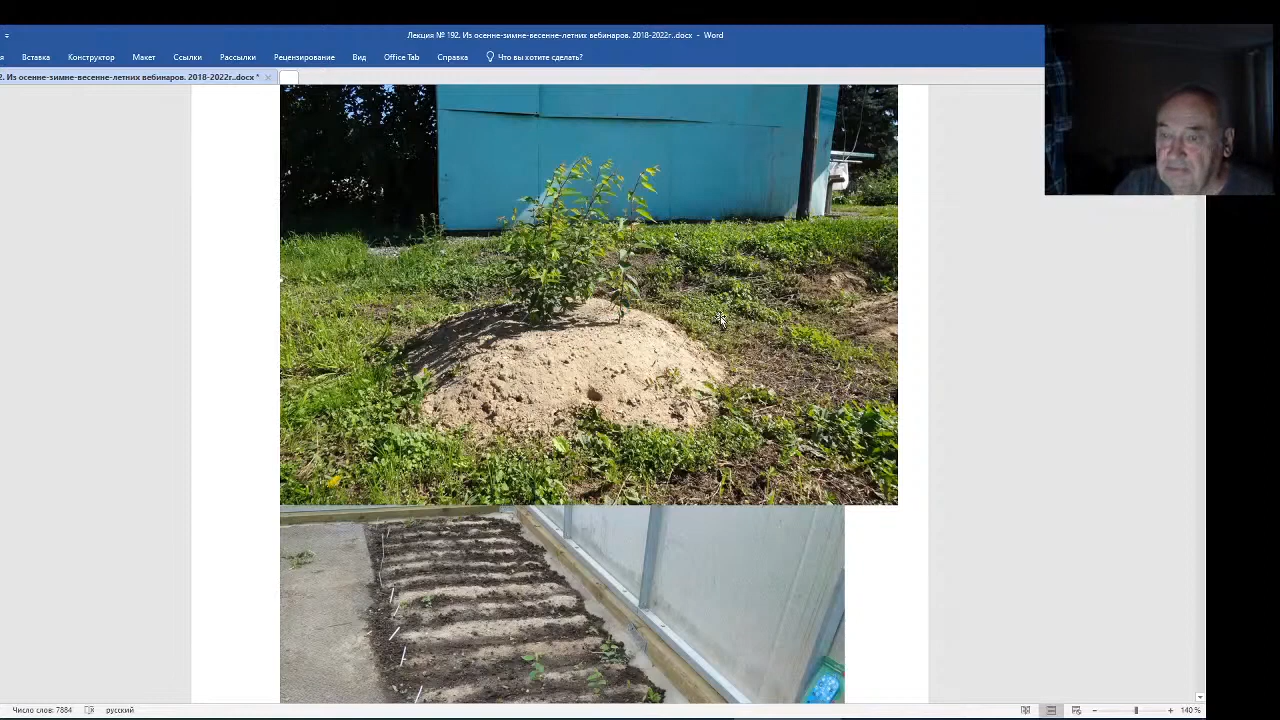 Лекция № 192. Из осенне-зимне-весенне-летних вебинаров. 2018-2022г..docx - Word
я Вставка Конструктор Макет Ссылки Рассылки Рецензирование Вид Office Tab Справка Что вы хотите сделать?
2. Из осенне-зимне-весенне-летних вебинаров. 2018-2022г..docx *
Число слов: 7884 русский 140 %